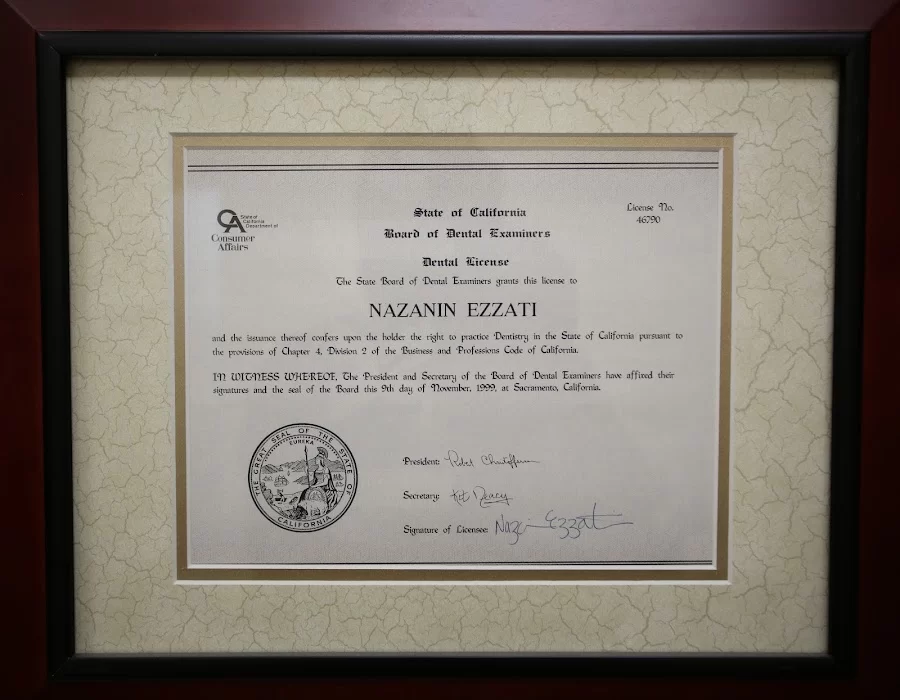 CA State of California Department of
Consumer Affairs
State of California
License No.
46790
Board of Dental Examiners
Dental License
The State Board of Dental Examiners grants this license to
NAZANIN EZZATI
and the issuance thereof confers upon the holder the right to practice Dentistry in the State of California pursuant to
the provisions of Chapter 4, Division 2 of the Business and Professions Code of California.
IN WITNESS WHEREOF, The President and Secretary of the Board of Dental Examiners have affixed their
signatures and the seal of the Board this 9th day of November, 1999, at Sacramento, California.
THE GREAT SEAL OF THE STATE OF CALIFORNIA
EUREKA
President:
Secretary:
Signature of Licensee: Nazanin Ezzati